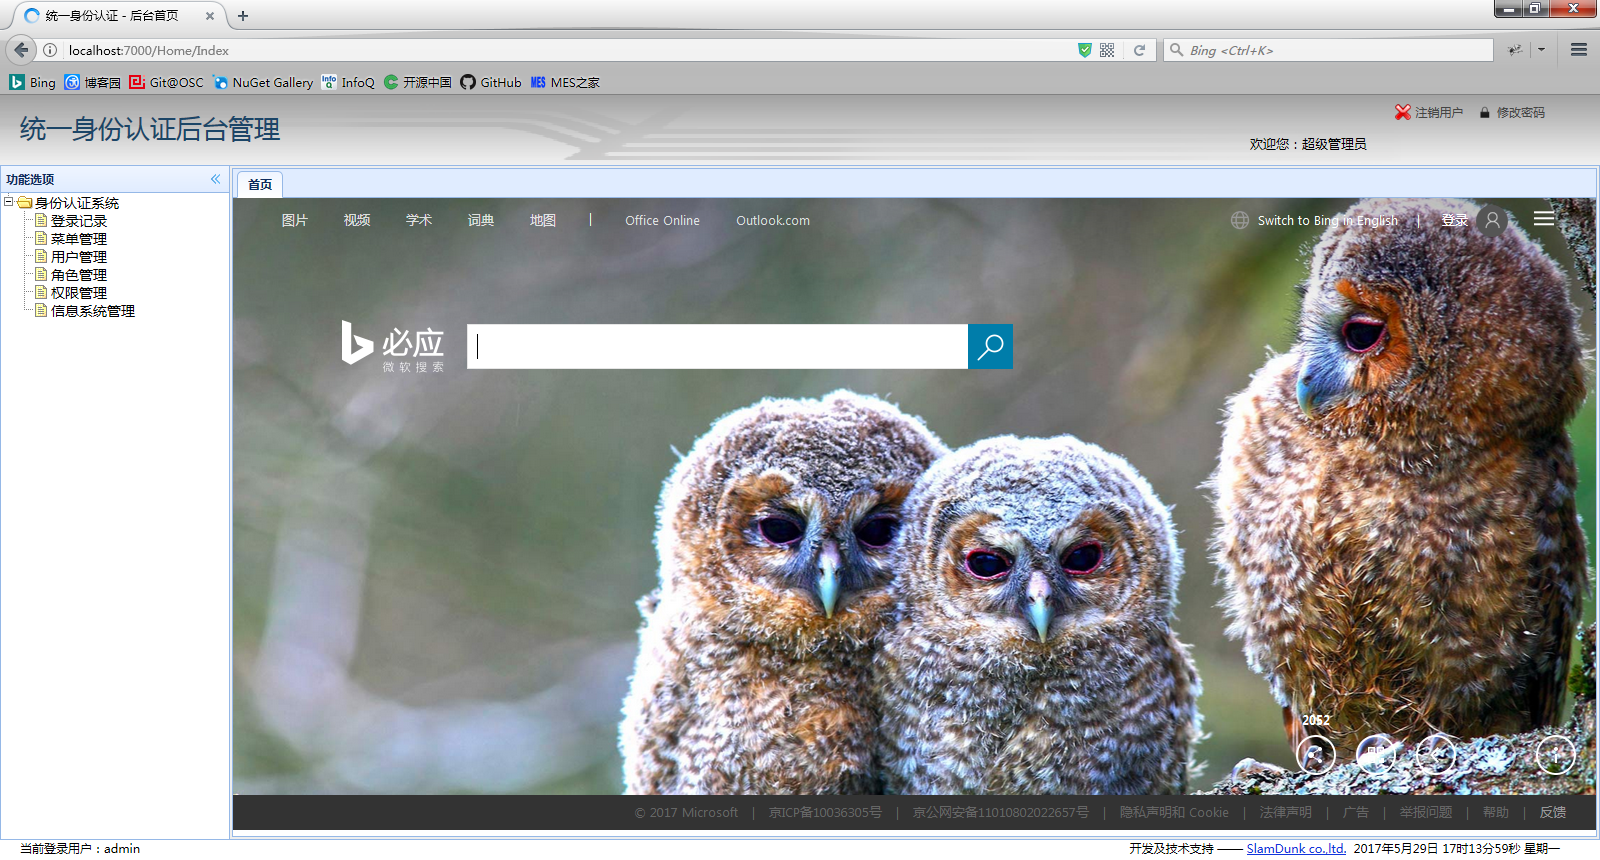 统一身份认证 - 后台首页
localhost:7000/Home/Index
Bing <Ctrl+K>
Bing 博客园 Git@OSC NuGet Gallery InfoQ 开源中国 GitHub MES MES之家
统一身份认证后台管理
注销用户 修改密码
欢迎您：超级管理员
功能选项
首页
身份认证系统
登录记录
菜单管理
用户管理
角色管理
权限管理
信息系统管理
图片 视频 学术 词典 地图 | Office Online Outlook.com
Switch to Bing in English | 登录
必应
微软搜索
2052
© 2017 Microsoft | 京ICP备10036305号 | 京公网安备11010802022657号 | 隐私声明和 Cookie | 法律声明 | 广告 | 举报问题 | 帮助 | 反馈
当前登录用户：admin
开发及技术支持 —— SlamDunk co.,ltd. 2017年5月29日 17时13分59秒 星期一